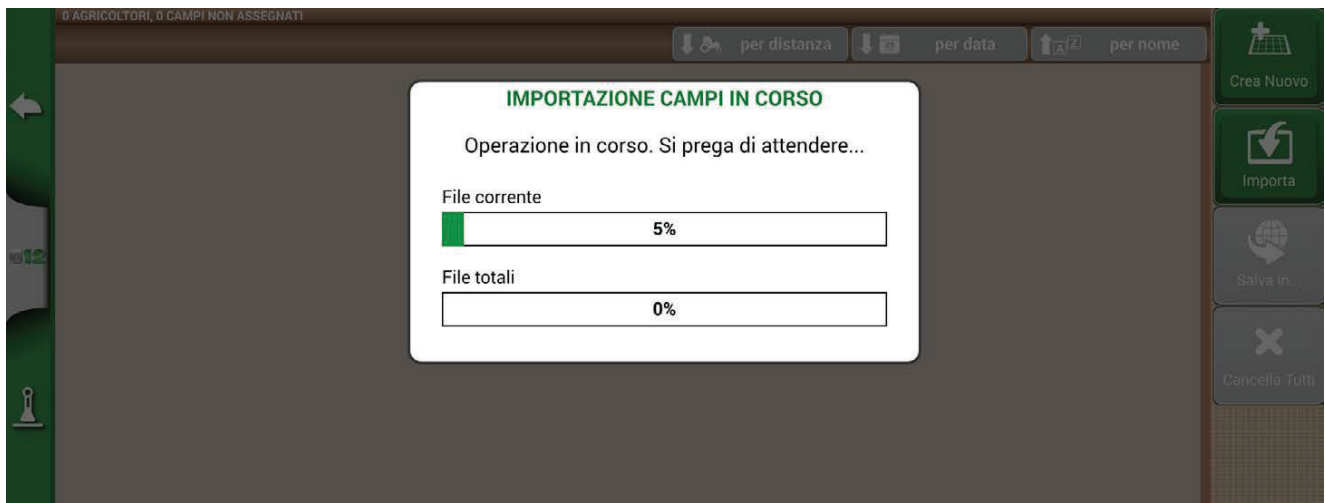 0 AGRICOLTORI, 0 CAMPI NON ASSEGNATI
per distanza
per data
per nome
Crea Nuovo
IMPORTAZIONE CAMPI IN CORSO
Operazione in corso. Si prega di attendere...
Importa
File corrente
5%
12
Salva in...
File totali
0%
Cancella Tutti